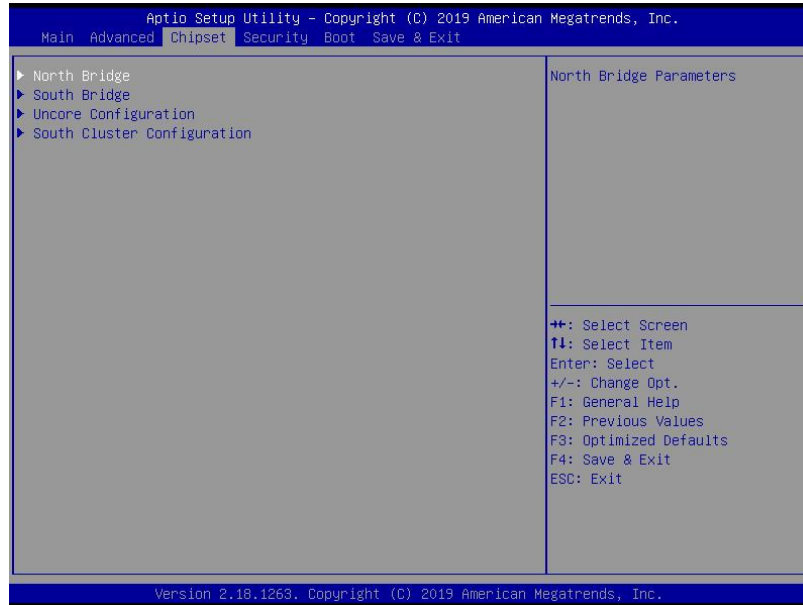 Aptio Setup Utility – Copyright (C) 2019 American Megatrends, Inc.
Main Advanced Chipset Security Boot Save & Exit
▶ North Bridge
▶ South Bridge
▶ Uncore Configuration
▶ South Cluster Configuration
North Bridge Parameters
→←: Select Screen
↑↓: Select Item
Enter: Select
+/-: Change Opt.
F1: General Help
F2: Previous Values
F3: Optimized Defaults
F4: Save & Exit
ESC: Exit
Version 2.18.1263. Copyright (C) 2019 American Megatrends, Inc.